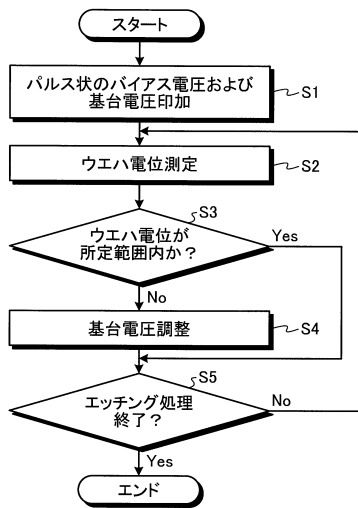 スタート
パルス状のバイアス電圧および
基台電圧印加
S1
ウエハ電位測定
S2
S3
ウエハ電位が
所定範囲内か?
Yes
No
基台電圧調整
S4
S5
エッチング処理
終了?
No
Yes
エンド